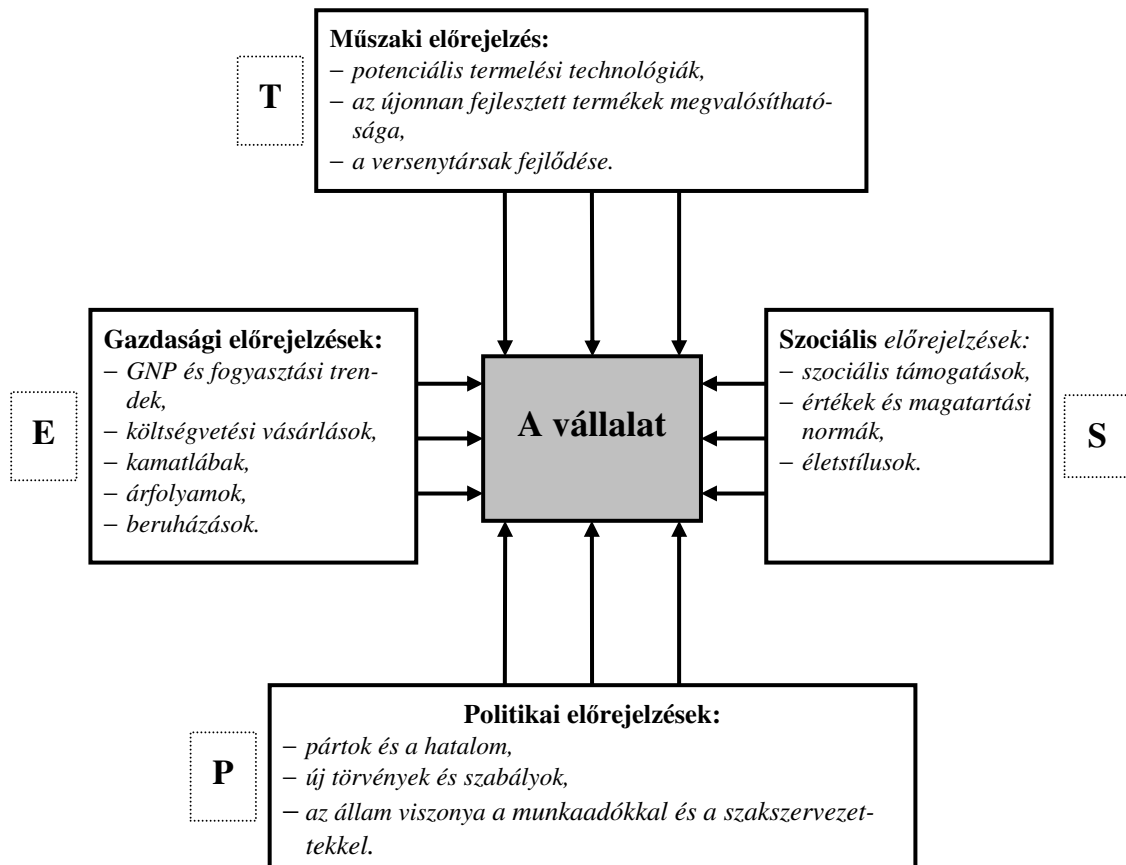 T
Műszaki előrejelzés:
– potenciális termelési technológiák,
– az újonnan fejlesztett termékek megvalósítható-
sága,
– a versenytársak fejlődése.
E
Gazdasági előrejelzések:
– GNP és fogyasztási tren-
dek,
– költségvetési vásárlások,
– kamatlábak,
– árfolyamok,
– beruházások.
A vállalat
Szociális előrejelzések:
– szociális támogatások,
– értékek és magatartási
normák,
– életstílusok.
S
P
Politikai előrejelzések:
– pártok és a hatalom,
– új törvények és szabályok,
– az állam viszonya a munkaadókkal és a szakszervezet-
tekkel.